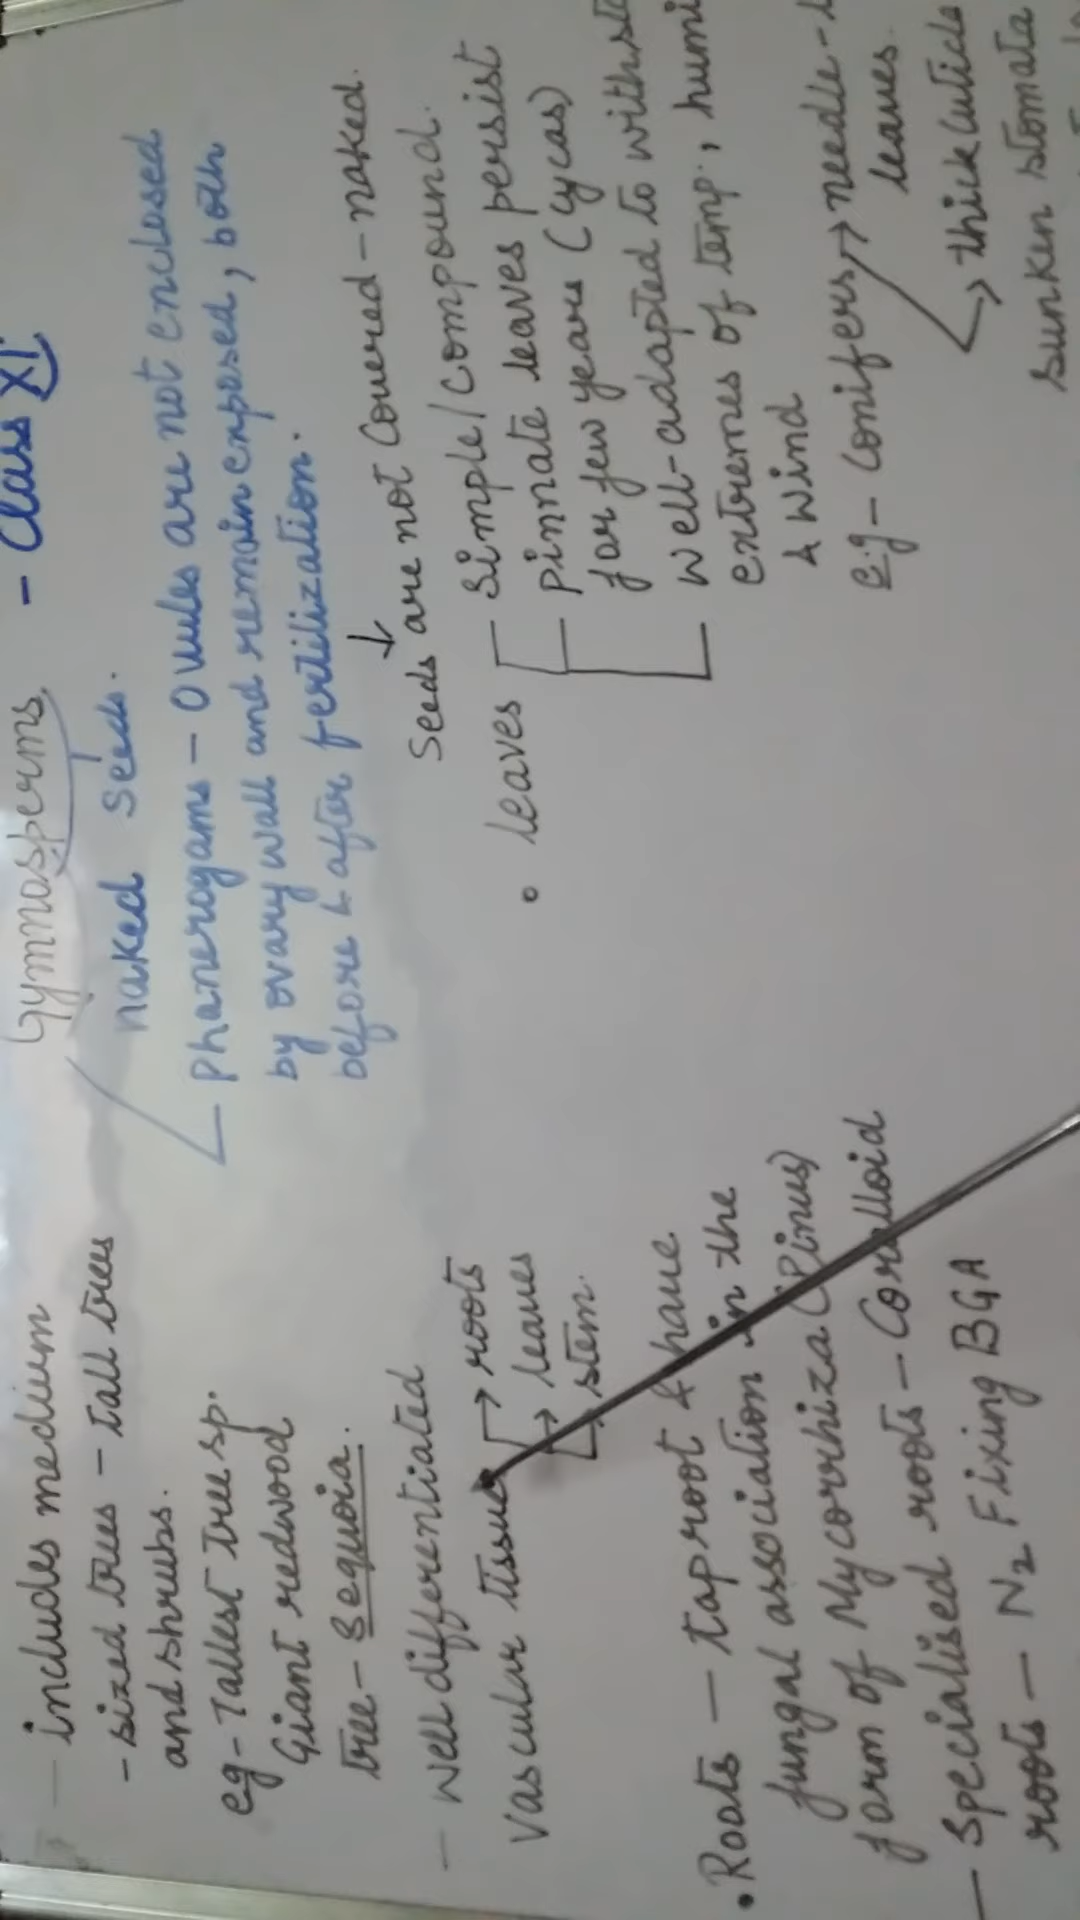 Gymnosperms - Class XI
naked seeds.
- includes medium
- sized trees - tall trees
and shrubs.
eg - Tallest tree sp.
Giant redwood
tree - Sequoia.
- well differentiated
vascular tissue → roots
→ leaves
→ stem.
• Roots - taproot & have
fungal association in the
form of Mycorrhiza (Pinus)
- Specialised roots - Coralloid
roots - N2 Fixing BGA
- Phanerogams - Ovules are not enclosed
by ovary wall and remain exposed, both
before & after fertilization.
↓
Seeds are not Covered - naked.
• leaves - Simple / Compound.
- Pinnate leaves persist
for few years (Cycas)
- well-adapted to
extremes of temp.,
& wind
e.g - Conifers → needle -
leaves.
→ thick cuticle
sunken stomata